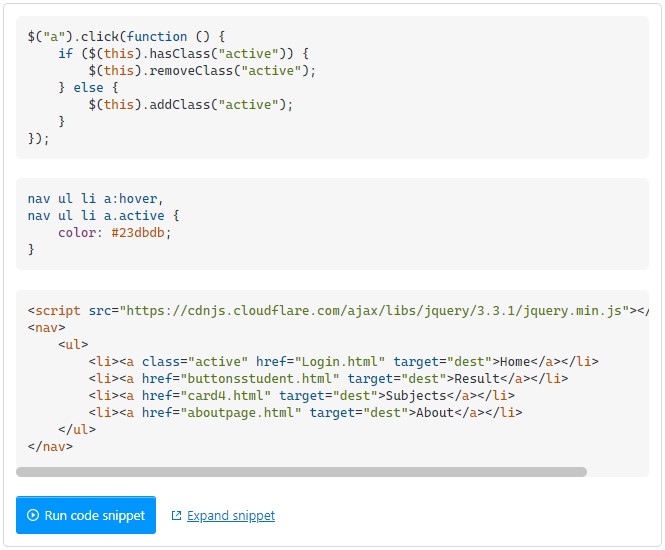 $("a").click(function () {
    if ($(this).hasClass("active")) {
        $(this).removeClass("active");
    } else {
        $(this).addClass("active");
    }
});
nav ul li a:hover,
nav ul li a.active {
    color: #23dbdb;
}
<script src="https://cdnjs.cloudflare.com/ajax/libs/jquery/3.3.1/jquery.min.js"></
<nav>
    <ul>
        <li><a class="active" href="Login.html" target="dest">Home</a></li>
        <li><a href="buttonsstudent.html" target="dest">Result</a></li>
        <li><a href="card4.html" target="dest">Subjects</a></li>
        <li><a href="aboutpage.html" target="dest">About</a></li>
    </ul>
</nav>
Run code snippet Expand snippet